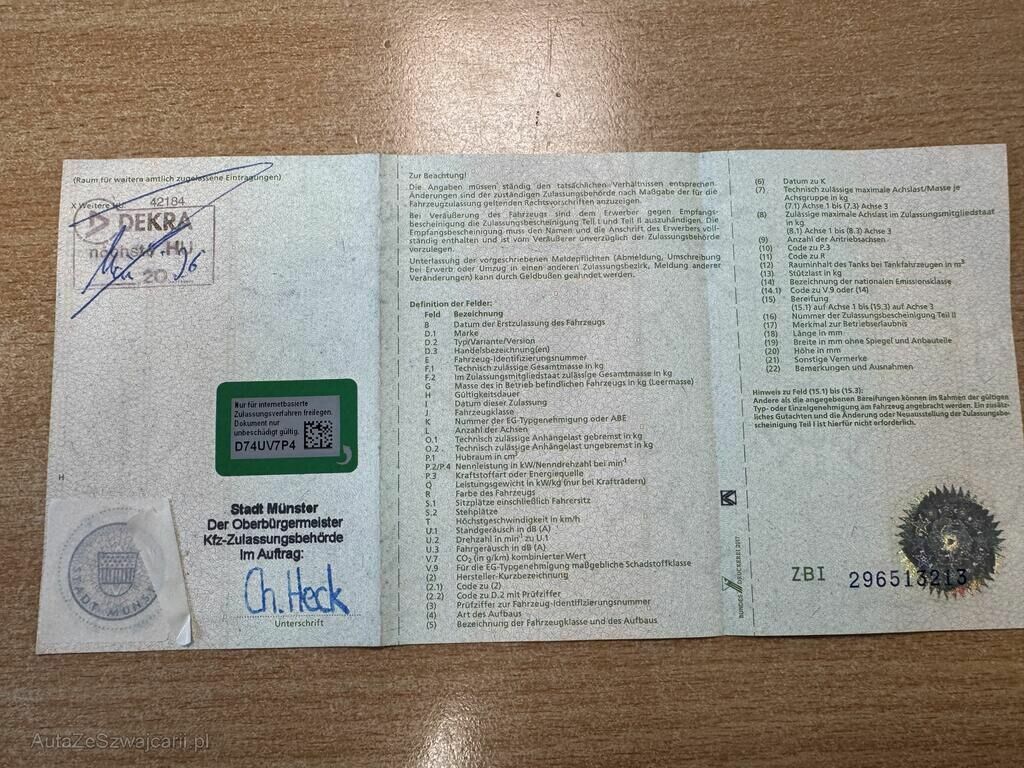 (Raum für weitere amtlich zugelassene Eintragungen)
X Weitere HU
42184
DEKRA
nächste HU
20
D74UV7P4
Nur für internetbasierte
Zulassungsverfahren freilegen.
Dokument nur
unbeschädigt gültig.
H
Stadt Münster
Der Oberbürgermeister
Kfz-Zulassungsbehörde
Im Auftrag:
Ch. Heck
Unterschrift
STADT MÜNSTER
Zur Beachtung!
Die Angaben müssen ständig den tatsächlichen Verhältnissen entsprechen.
Änderungen sind der zuständigen Zulassungsbehörde nach Maßgabe der für die
Fahrzeugzulassung geltenden Rechtsvorschriften anzuzeigen.
Bei Veräußerung des Fahrzeugs sind dem Erwerber gegen Empfangs-
bescheinigung die Zulassungsbescheinigung Teil I und Teil II auszuhändigen. Die
Empfangsbescheinigung muss den Namen und die Anschrift des Erwerbers voll-
ständig enthalten und ist vom Veräußerer unverzüglich der Zulassungsbehörde
vorzulegen.
Unterlassung der vorgeschriebenen Meldepflichten (Abmeldung, Umschreibung
bei Erwerb oder Umzug in einen anderen Zulassungsbezirk, Meldung anderer
Veränderungen) kann durch Geldbußen geahndet werden.
Definition der Felder:
Feld Bezeichnung
B Datum der Erstzulassung des Fahrzeugs
D.1 Marke
D.2 Typ/Variante/Version
D.3 Handelsbezeichnung(en)
E Fahrzeug-Identifizierungsnummer
F.1 Technisch zulässige Gesamtmasse in kg
F.2 Im Zulassungsmitgliedstaat zulässige Gesamtmasse in kg
G Masse des in Betrieb befindlichen Fahrzeugs in kg (Leermasse)
H Gültigkeitsdauer
I Datum dieser Zulassung
J Fahrzeugklasse
K Nummer der EG-Typgenehmigung oder ABE
L Anzahl der Achsen
O.1 Technisch zulässige Anhängelast gebremst in kg
O.2 Technisch zulässige Anhängelast ungebremst in kg
P.1 Hubraum in cm³
P.2/P.4 Nennleistung in kW/Nenndrehzahl bei min⁻¹
P.3 Kraftstoffart oder Energiequelle
Q Leistungsgewicht in kW/kg (nur bei Krafträdern)
R Farbe des Fahrzeugs
S.1 Sitzplätze einschließlich Fahrersitz
S.2 Stehplätze
T Höchstgeschwindigkeit in km/h
U.1 Standgeräusch in dB (A)
U.2 Drehzahl in min⁻¹ zu U.1
U.3 Fahrgeräusch in dB (A)
V.7 CO₂ (in g/km) kombinierter Wert
V.9 Für die EG-Typgenehmigung maßgebliche Schadstoffklasse
(2) Hersteller-Kurzbezeichnung
(2.1) Code zu (2)
(2.2) Code zu D.2 mit Prüfziffer
(3) Prüfziffer zur Fahrzeug-Identifizierungsnummer
(4) Art des Aufbaus
(5) Bezeichnung der Fahrzeugklasse und des Aufbaus
(6) Datum zu K
(7) Technisch zulässige maximale Achslast/Masse je
Achsgruppe in kg
(7.1) Achse 1 bis (7.3) Achse 3
(8) Zulässige maximale Achslast im Zulassungsmitgliedstaat
in kg
(8.1) Achse 1 bis (8.3) Achse 3
(9) Anzahl der Antriebsachsen
(10) Code zu P.3
(11) Code zu R
(12) Rauminhalt des Tanks bei Tankfahrzeugen in m³
(13) Stützlast in kg
(14) Bezeichnung der nationalen Emissionsklasse
(14.1) Code zu V.9 oder (14)
(15) Bereifung
(15.1) auf Achse 1 bis (15.3) auf Achse 3
(16) Nummer der Zulassungsbescheinigung Teil II
(17) Merkmal zur Betriebserlaubnis
(18) Länge in mm
(19) Breite in mm ohne Spiegel und Anbauteile
(20) Höhe in mm
(21) Sonstige Vermerke
(22) Bemerkungen und Ausnahmen
Hinweis zu Feld (15.1) bis (15.3):
Andere als die angegebenen Bereifungen können im Rahmen der gültigen
Typ- oder Einzelgenehmigung am Fahrzeug angebracht werden. Ein zusätz-
liches Gutachten und die Änderung oder Neuausstellung der Zulassungsbe-
scheinigung Teil I ist hierfür nicht erforderlich.
BUNDESDRUCKEREI 2017
ZBI 296513213
AutaZeSzwajcarii.pl